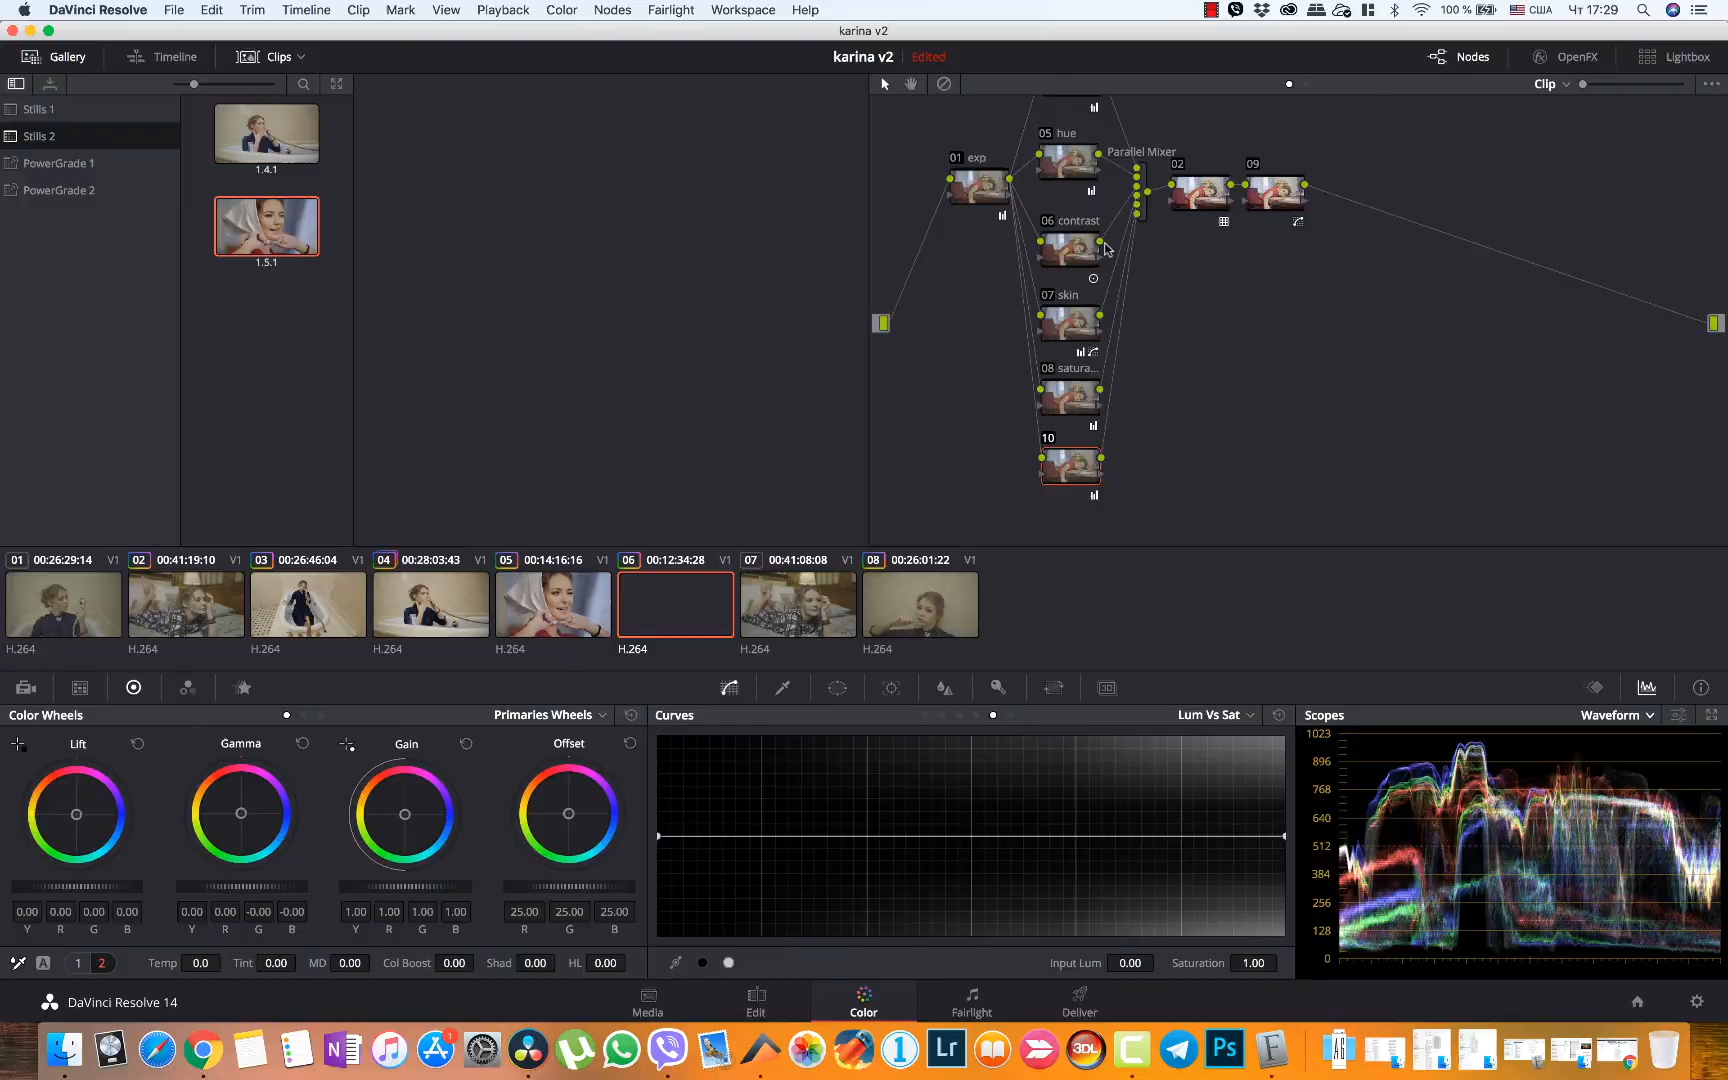 DaVinci Resolve File Edit Trim Timeline Clip Mark View Playback Color Nodes Fairlight Workspace Help
100 % США Чт 17:29
karina v2
Gallery Timeline Clips karina v2 Edited Nodes OpenFX Lightbox
Clip
Stills 1
Stills 2
PowerGrade 1
PowerGrade 2
1.4.1
1.5.1
01 exp
05 hue
Parallel Mixer
02
09
06 contrast
07 skin
08 satura...
10
01 00:26:29:14 V1 02 00:41:19:10 V1 03 00:26:46:04 V1 04 00:28:03:43 V1 05 00:14:16:16 V1 06 00:12:34:28 V1 07 00:41:08:08 V1 08 00:26:01:22 V1
H.264 H.264 H.264 H.264 H.264 H.264 H.264 H.264
Color Wheels Primaries Wheels Curves Lum Vs Sat Scopes Waveform
Lift Gamma Gain Offset
0.00 0.00 0.00 0.00 0.00 0.00 -0.00 -0.00 1.00 1.00 1.00 1.00 25.00 25.00 25.00
Y R G B Y R G B Y R G B R G B
A 1 2 Temp 0.0 Tint 0.00 MD 0.00 Col Boost 0.00 Shad 0.00 HL 0.00
Input Lum 0.00 Saturation 1.00
1023
896
768
640
512
384
256
128
0
DaVinci Resolve 14
Media Edit Color Fairlight Deliver
N
1
1
Lr
3DL
C
Ps